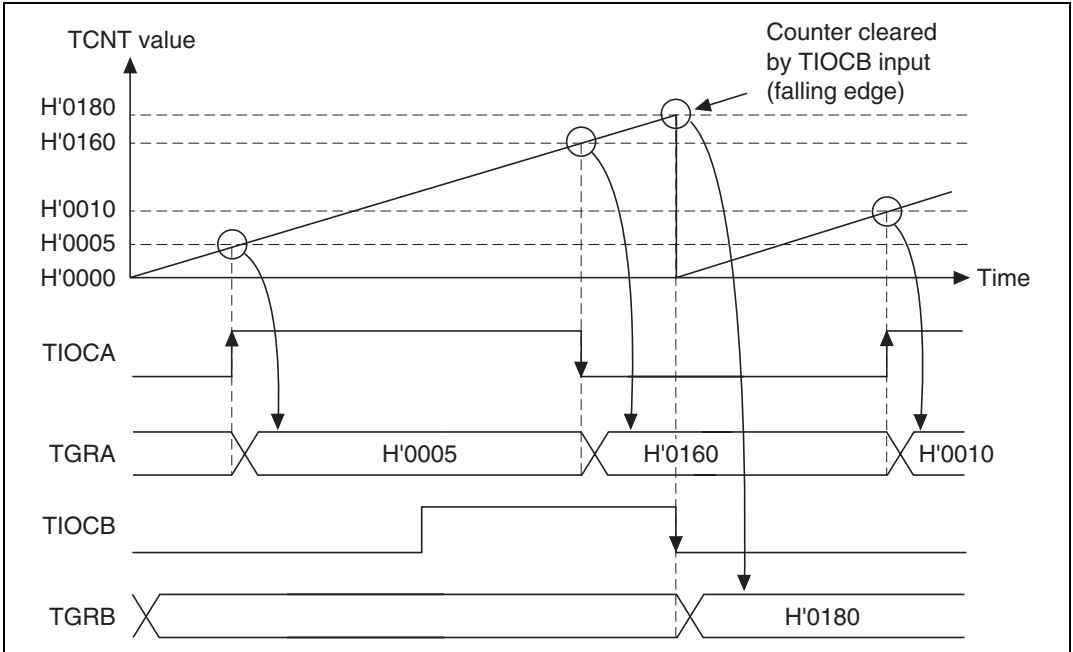 TCNT value
Counter cleared
by TIOCB input
(falling edge)
H'0180
H'0160
H'0010
H'0005
H'0000
Time
TIOCA
TGRA
H'0005
H'0160
H'0010
TIOCB
TGRB
H'0180